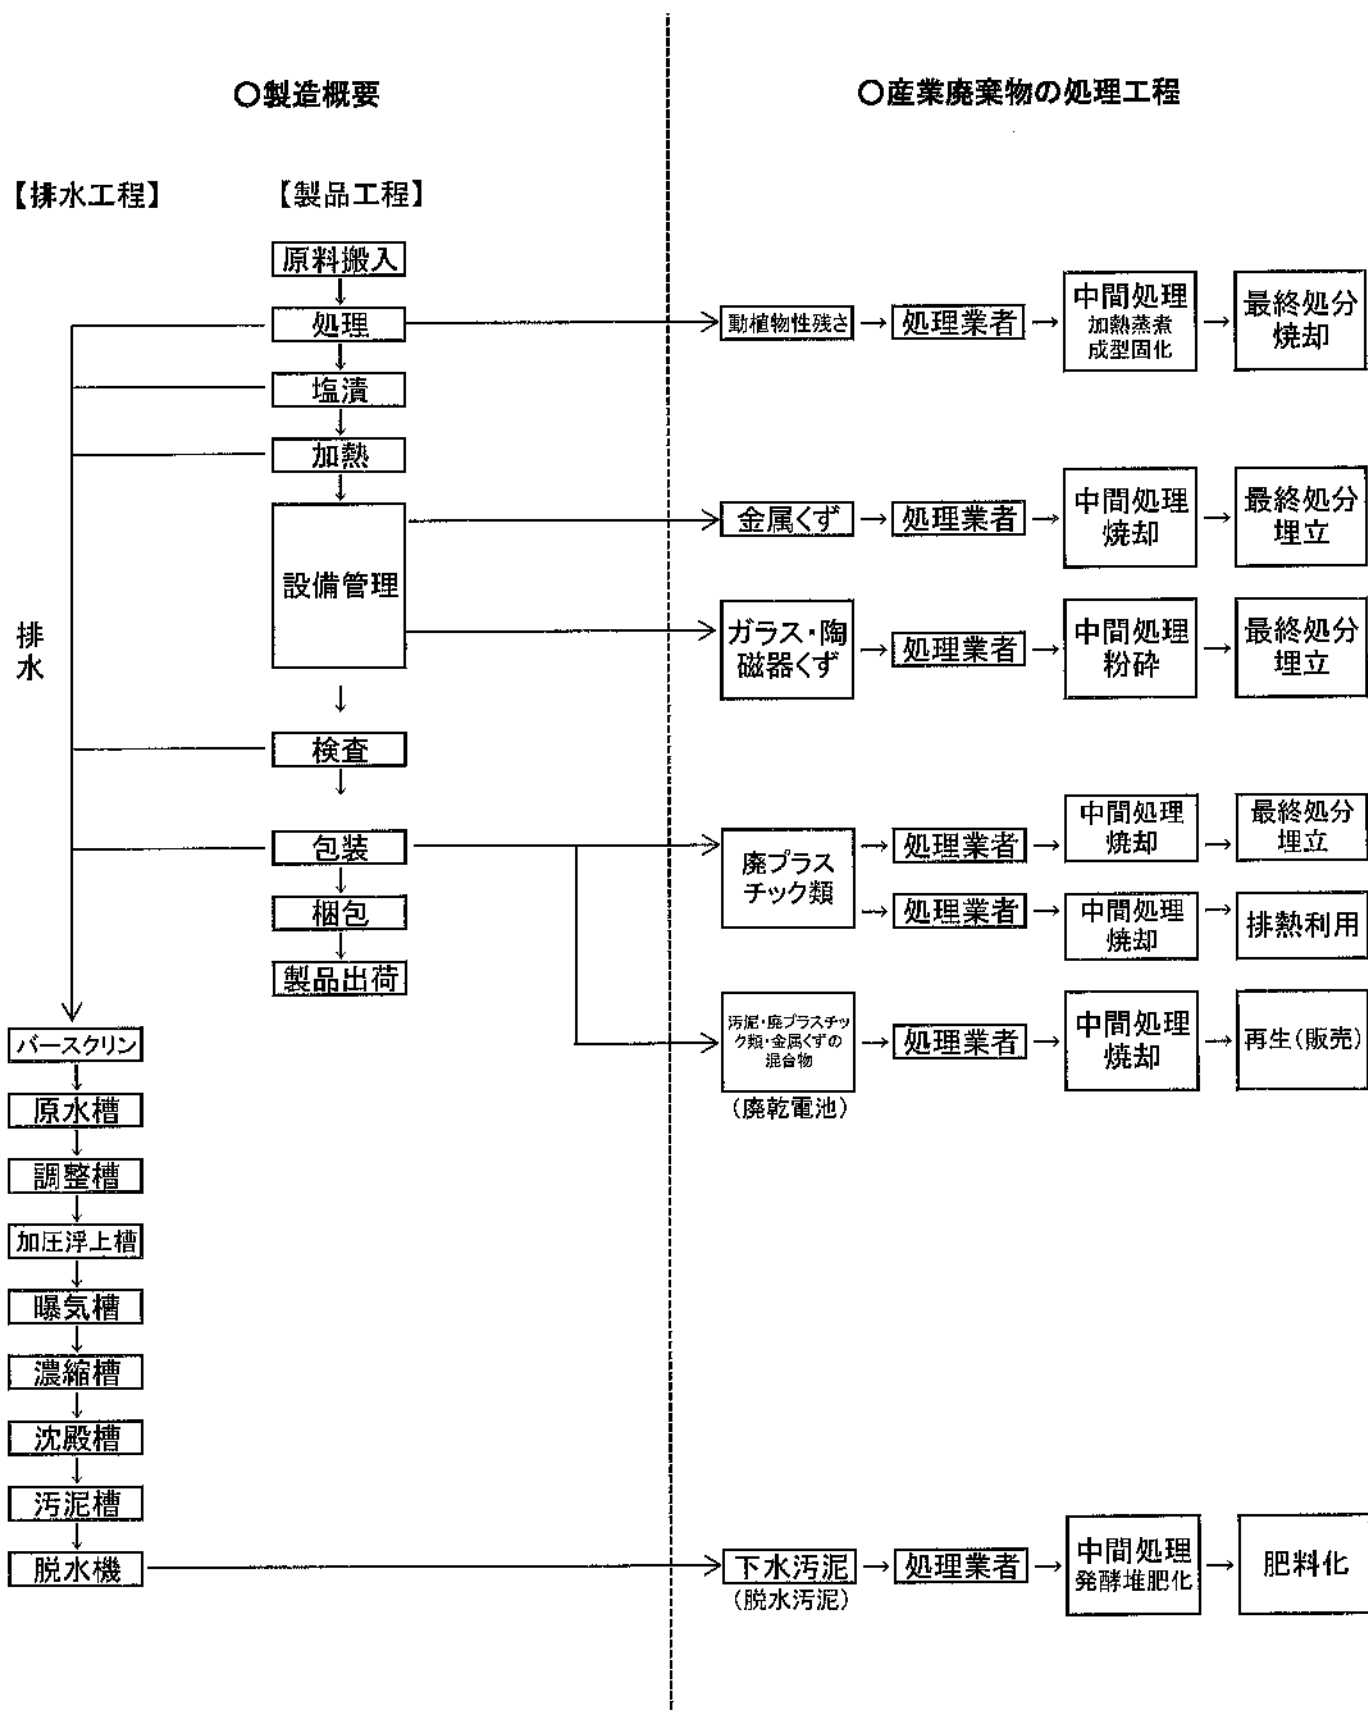 ○製造概要
○産業廃棄物の処理工程
【排水工程】
【製品工程】
原料搬入
処理
塩漬
加熱
設備管理
検査
包装
梱包
製品出荷
排
水
バースクリン
原水槽
調整槽
加圧浮上槽
曝気槽
濃縮槽
沈殿槽
汚泥槽
脱水機
動植物性残さ
処理業者
中間処理
加熱蒸煮
成型固化
最終処分
焼却
金属くず
処理業者
中間処理
焼却
最終処分
埋立
ガラス・陶
磁器くず
処理業者
中間処理
粉砕
最終処分
埋立
廃プラス
チック類
処理業者
中間処理
焼却
最終処分
埋立
処理業者
中間処理
焼却
排熱利用
汚泥・廃プラスチッ
ク類・金属くずの
混合物
(廃乾電池)
処理業者
中間処理
焼却
再生(販売)
下水汚泥
(脱水汚泥)
処理業者
中間処理
発酵堆肥化
肥料化